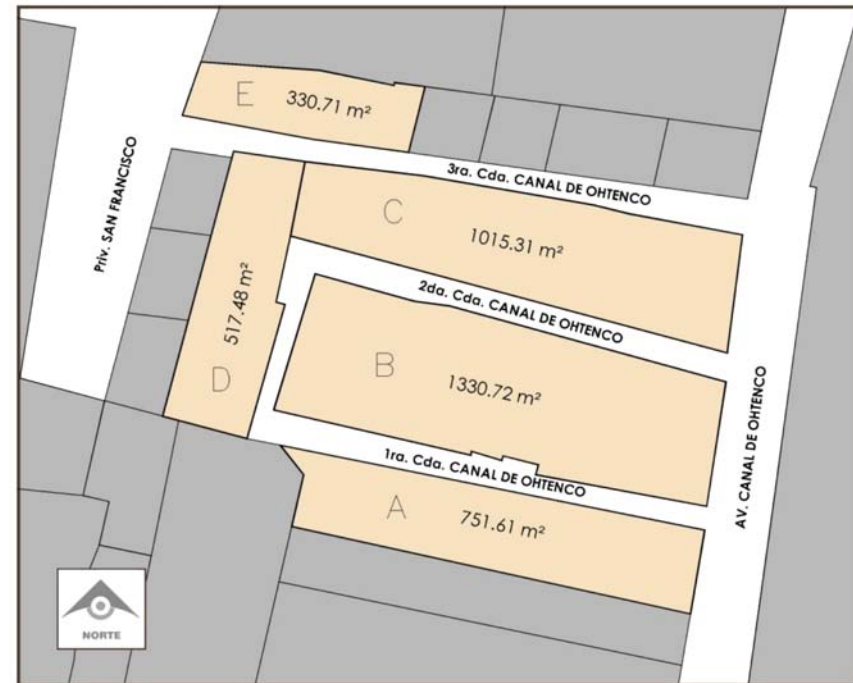 E 330.71 m²
Priv. SAN FRANCISCO
3ra. Cda. CANAL DE OHTENCO
C 1015.31 m²
517.48 m²
D
2da. Cda. CANAL DE OHTENCO
B 1330.72 m²
AV. CANAL DE OHTENCO
1ra. Cda. CANAL DE OHTENCO
A 751.61 m²
NORTE